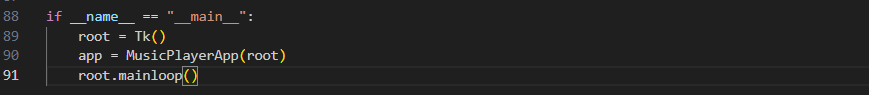 88 if __name__ == "__main__":
89     root = Tk()
90     app = MusicPlayerApp(root)
91     root.mainloop()